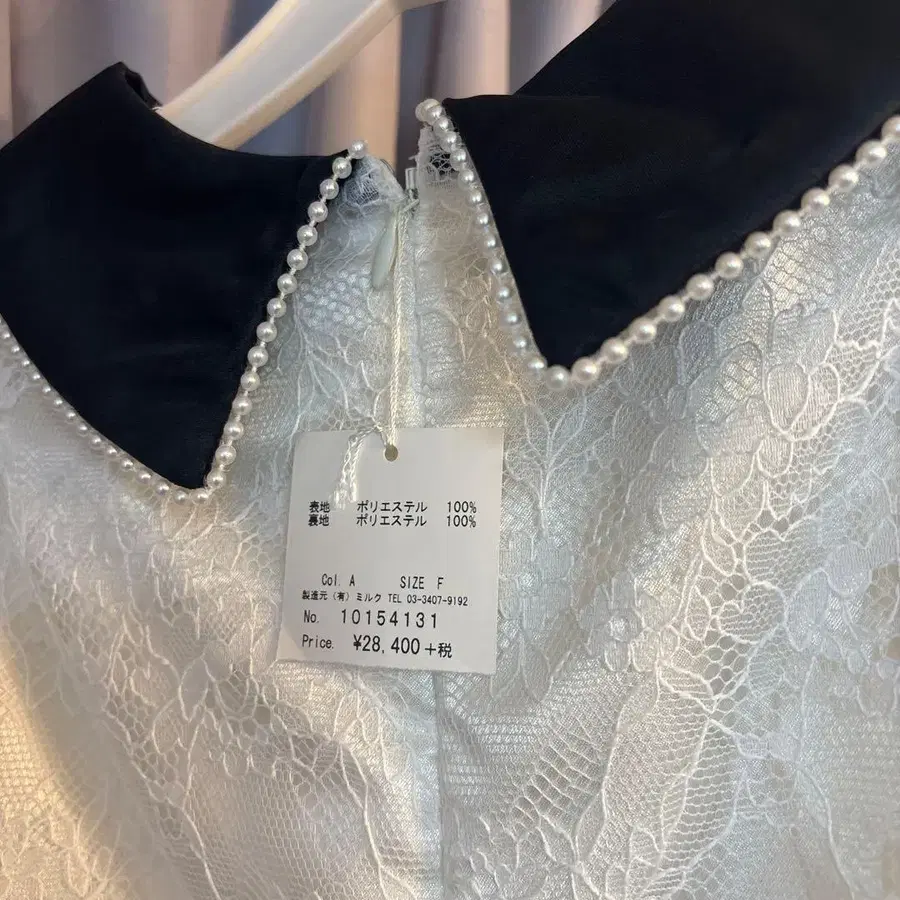 表地 ポリエステル 100%
裏地 ポリエステル 100%
Col. A SIZE F
製造元（有）ミルク TEL 03-3407-9192
No. 10154131
Price. ¥28,400+税